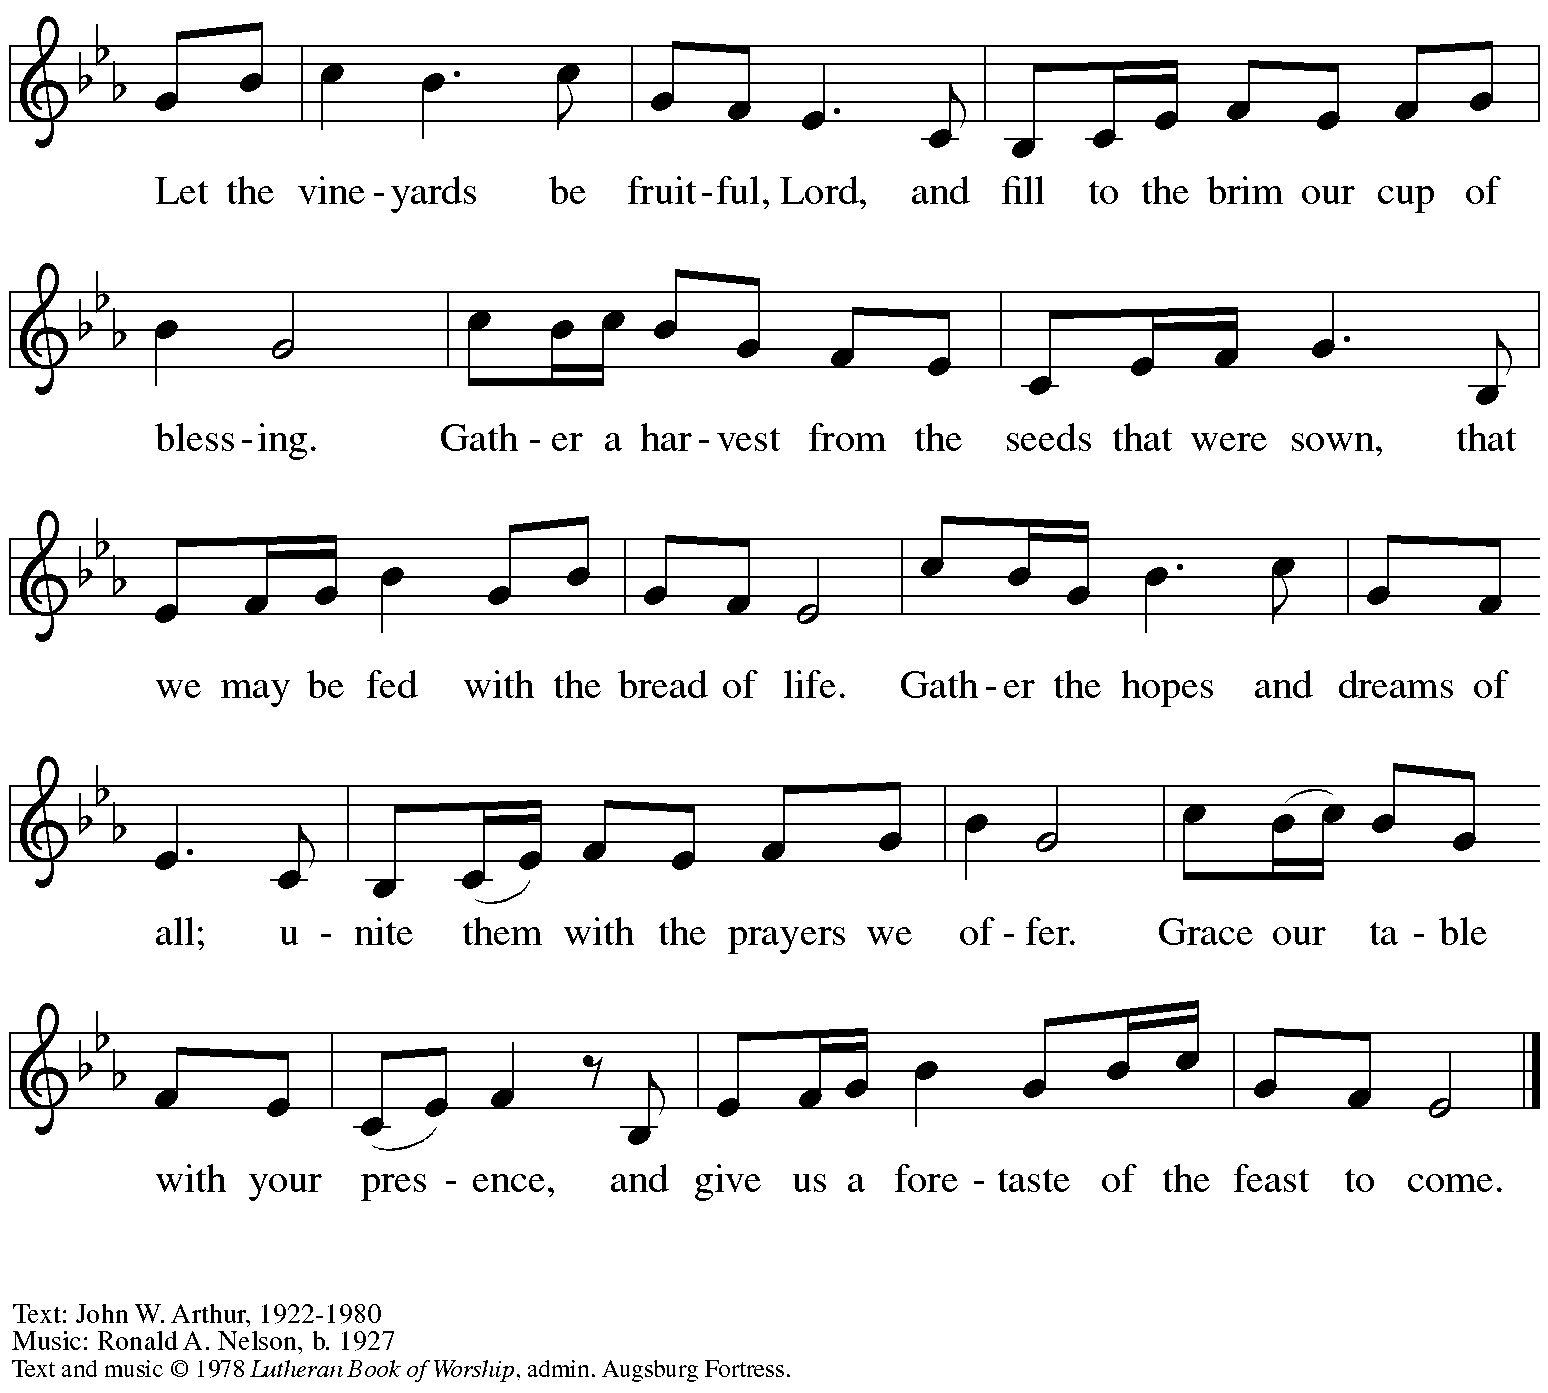 Let the vine - yards be fruit - ful, Lord, and fill to the brim our cup of
bless - ing. Gath - er a har - vest from the seeds that were sown, that
we may be fed with the bread of life. Gath - er the hopes and dreams of
all; u - nite them with the prayers we of - fer. Grace our ta - ble
with your pres - ence, and give us a fore - taste of the feast to come.
Text: John W. Arthur, 1922-1980
Music: Ronald A. Nelson, b. 1927
Text and music © 1978 Lutheran Book of Worship, admin. Augsburg Fortress.